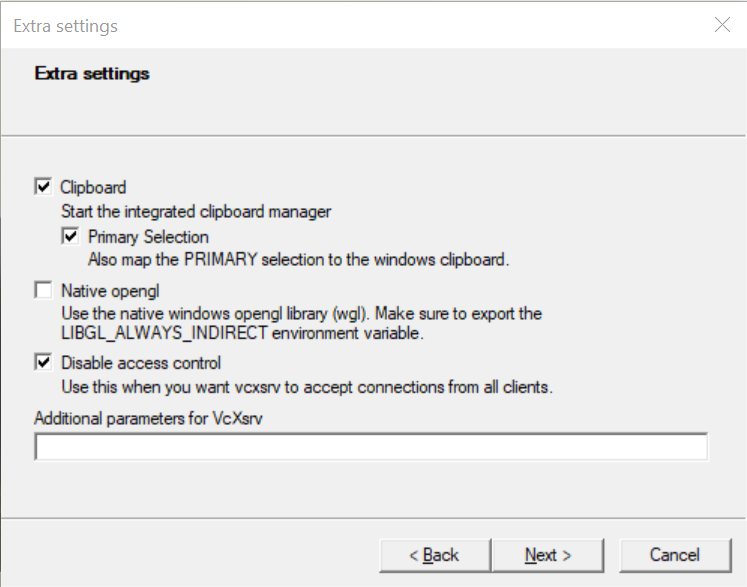 Extra settings
Extra settings
Clipboard
Start the integrated clipboard manager
Primary Selection
Also map the PRIMARY selection to the windows clipboard.
Native opengl
Use the native windows opengl library (wgl). Make sure to export the
LIBGL_ALWAYS_INDIRECT environment variable.
Disable access control
Use this when you want vcxsrv to accept connections from all clients.
Additional parameters for VcXsrv
< Back Next > Cancel